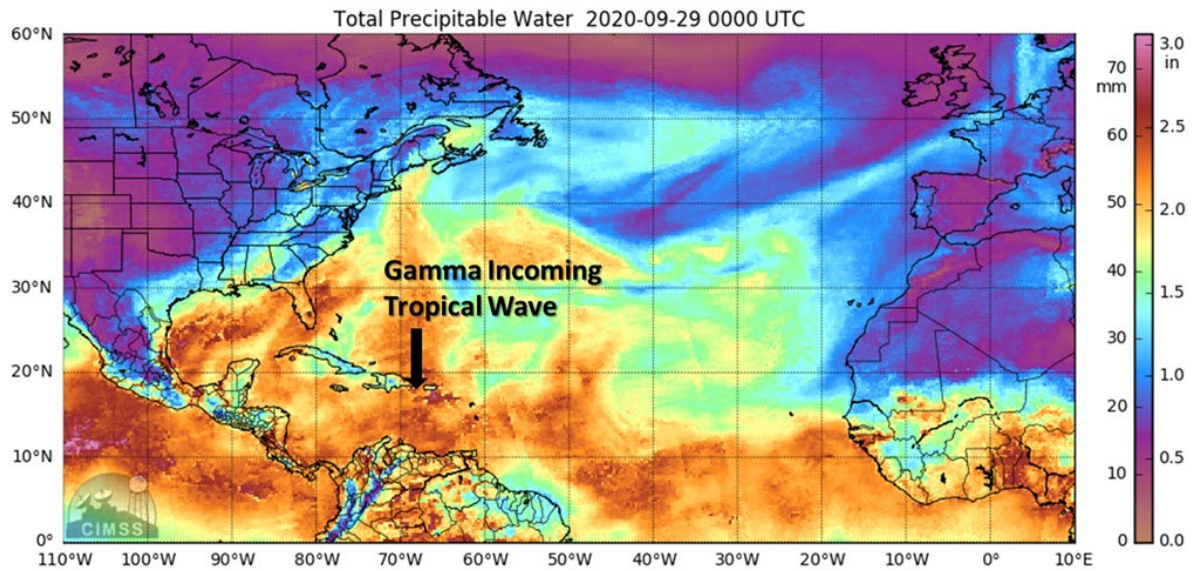 Total Precipitable Water 2020-09-29 0000 UTC
60°N
50°N
40°N
30°N
20°N
10°N
0°
Gamma Incoming
Tropical Wave
CIMSS
110°W 100°W 90°W 80°W 70°W 60°W 50°W 40°W 30°W 20°W 10°W 0° 10°E
70
mm
60
50
40
30
20
10
0
3.0
in
2.5
2.0
1.5
1.0
0.5
0.0